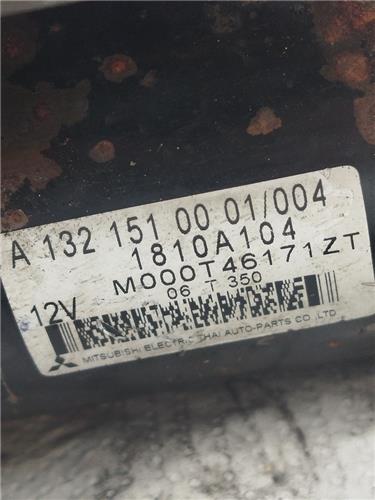 A 132 151 00 01/004
1810A104
M000T46171ZT
06 T 350
12V
MITSUBISHI ELECTRIC THAI AUTO-PARTS CO.,LTD.